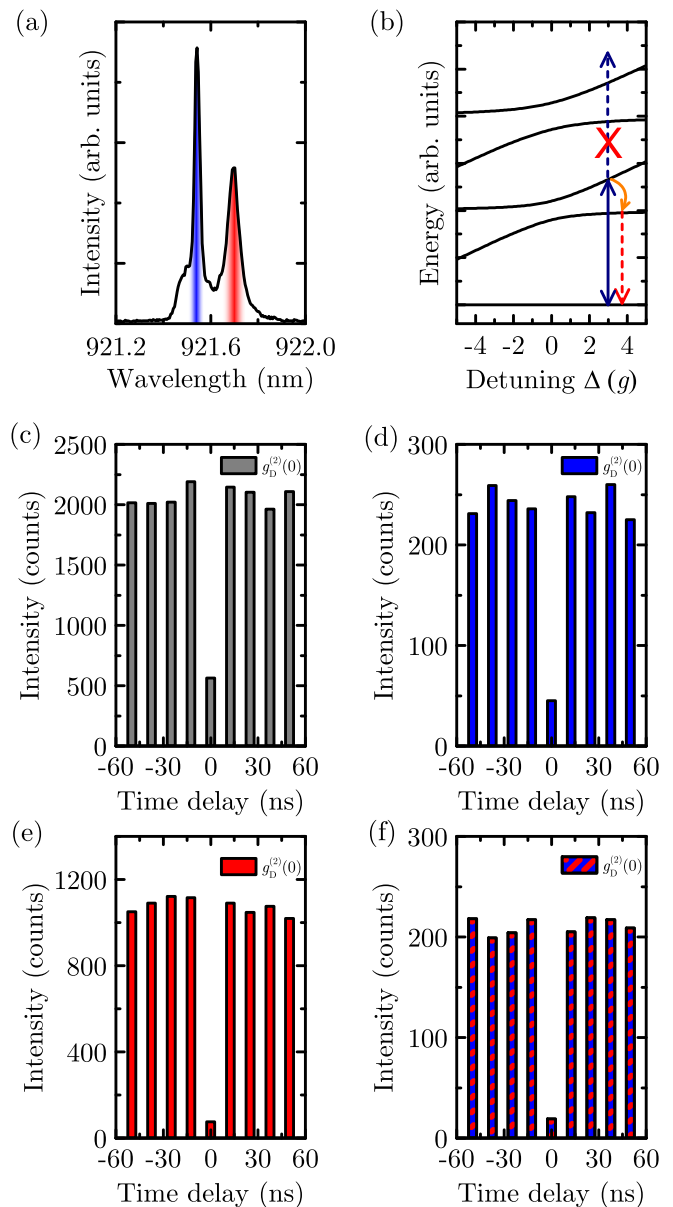 (a)
Intensity (arb. units)
921.2 921.6 922.0
Wavelength (nm)
(b)
Energy (arb. units)
X
-4 -2 0 2 4
Detuning Δ (g)
(c)
2500
2000
1500
1000
500
0
Intensity (counts)
g_D^(2)(0)
-60 -30 0 30 60
Time delay (ns)
(d)
300
200
100
0
Intensity (counts)
g_D^(2)(0)
-60 -30 0 30 60
Time delay (ns)
(e)
1200
800
400
0
Intensity (counts)
g_D^(2)(0)
-60 -30 0 30 60
Time delay (ns)
(f)
300
200
100
0
Intensity (counts)
g_D^(2)(0)
-60 -30 0 30 60
Time delay (ns)